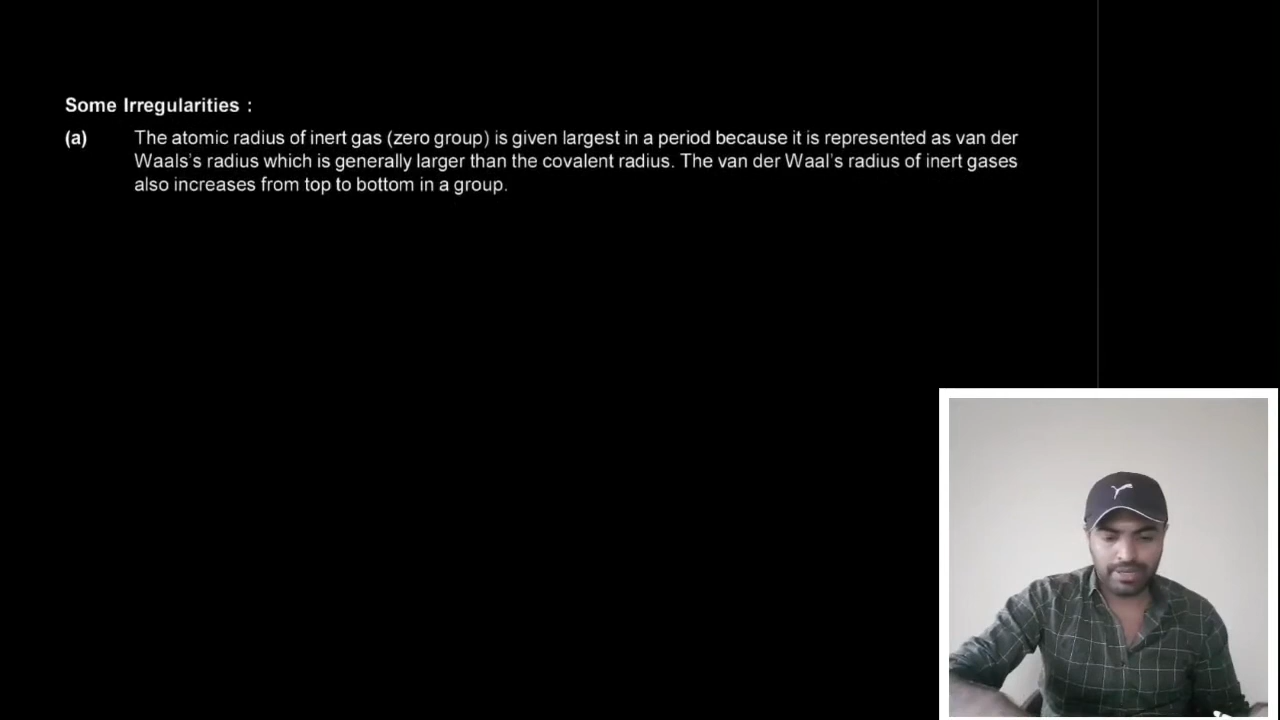 Some Irregularities :
(a) The atomic radius of inert gas (zero group) is given largest in a period because it is represented as van der
Waals's radius which is generally larger than the covalent radius. The van der Waal's radius of inert gases
also increases from top to bottom in a group.